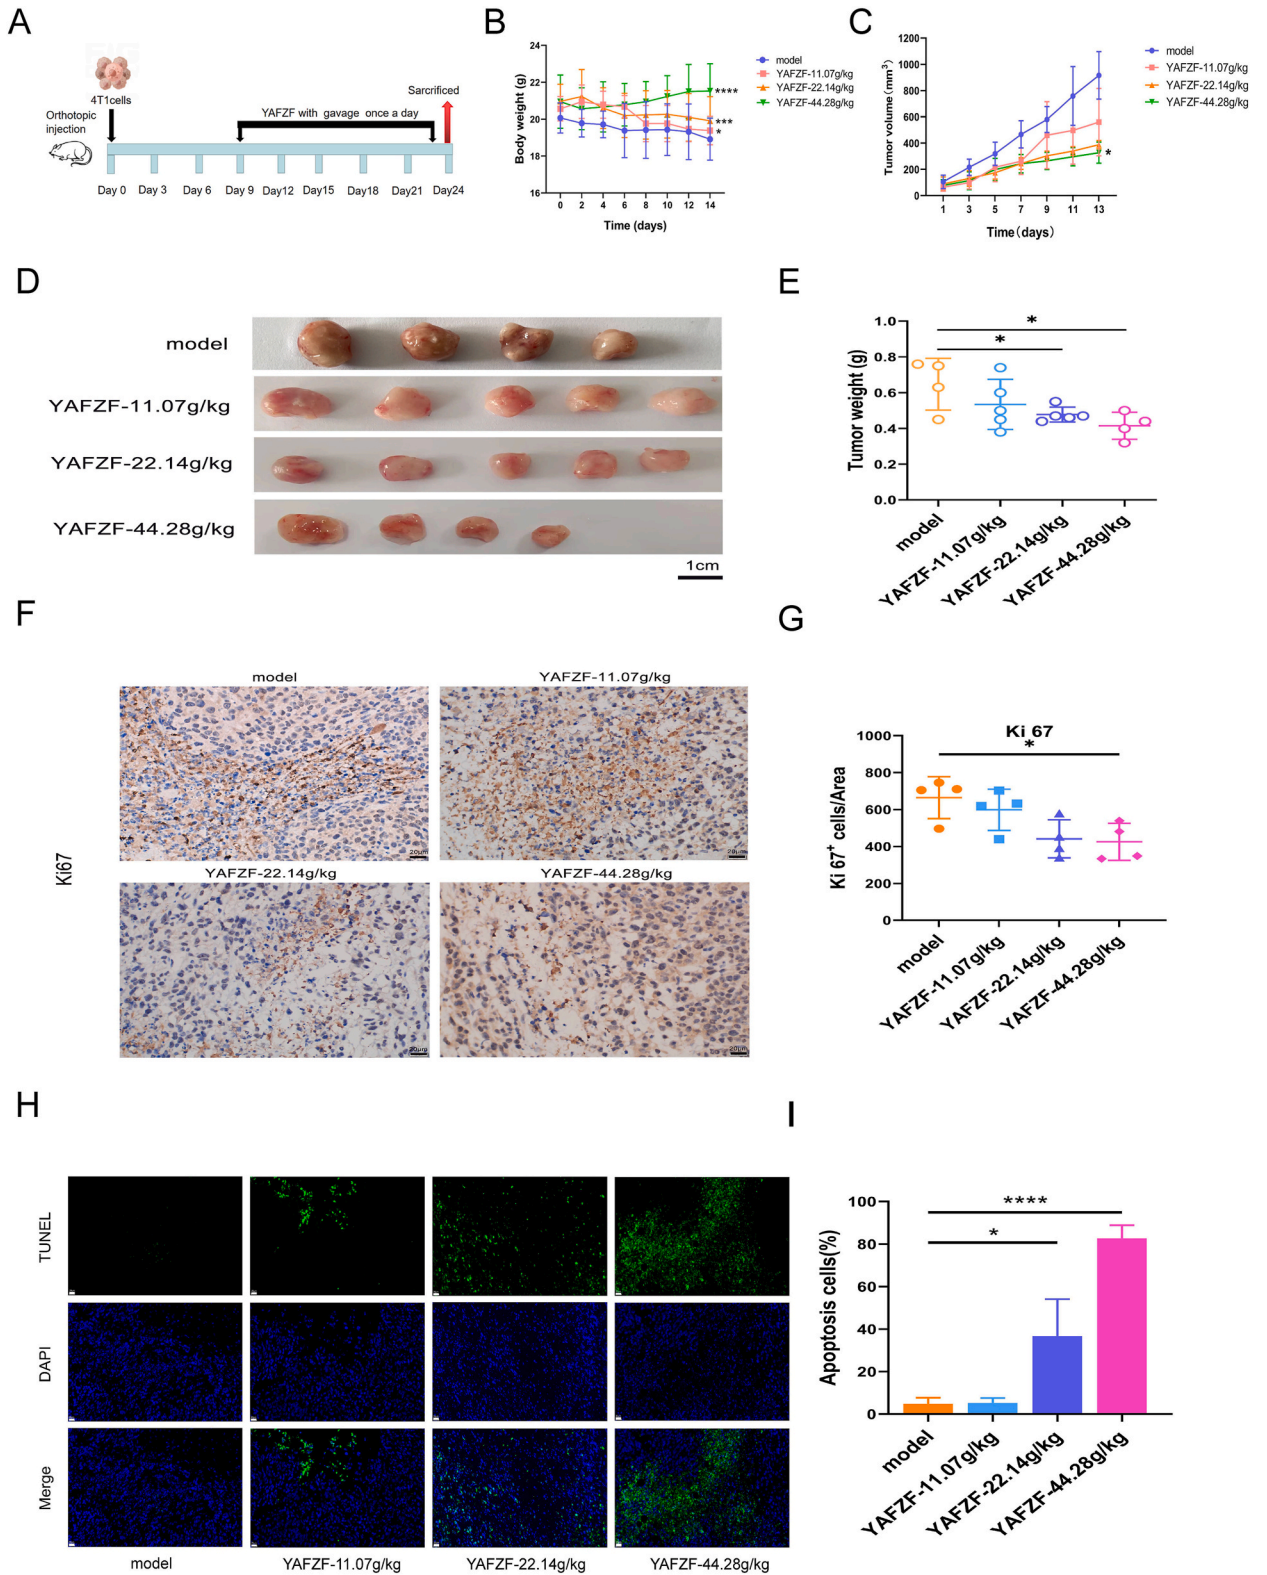 A
4T1cells
Orthotopic
injection
YAFZF with gavage once a day
Sarcrificed
Day 0 Day 3 Day 6 Day 9 Day12 Day15 Day18 Day21 Day24
B
Body weight (g)
24
22
20
18
16
0 2 4 6 8 10 12 14
Time (days)
model
YAFZF-11.07g/kg
YAFZF-22.14g/kg
YAFZF-44.28g/kg
****
***
*
C
Tumor volume (mm³)
1200
1000
800
600
400
200
0
1 3 5 7 9 11 13
Time (days)
model
YAFZF-11.07g/kg
YAFZF-22.14g/kg
YAFZF-44.28g/kg
*
D
model
YAFZF-11.07g/kg
YAFZF-22.14g/kg
YAFZF-44.28g/kg
1cm
E
Tumor weight (g)
1.0
0.8
0.6
0.4
0.2
0.0
*
*
model
YAFZF-11.07g/kg
YAFZF-22.14g/kg
YAFZF-44.28g/kg
F
Ki67
model
YAFZF-11.07g/kg
20μm
20μm
YAFZF-22.14g/kg
YAFZF-44.28g/kg
20μm
20μm
G
Ki 67
*
Ki 67⁺ cells/Area
1000
800
600
400
200
0
model
YAFZF-11.07g/kg
YAFZF-22.14g/kg
YAFZF-44.28g/kg
H
TUNEL
DAPI
Merge
model
YAFZF-11.07g/kg
YAFZF-22.14g/kg
YAFZF-44.28g/kg
I
Apoptosis cells(%)
100
80
60
40
20
0
****
*
model
YAFZF-11.07g/kg
YAFZF-22.14g/kg
YAFZF-44.28g/kg